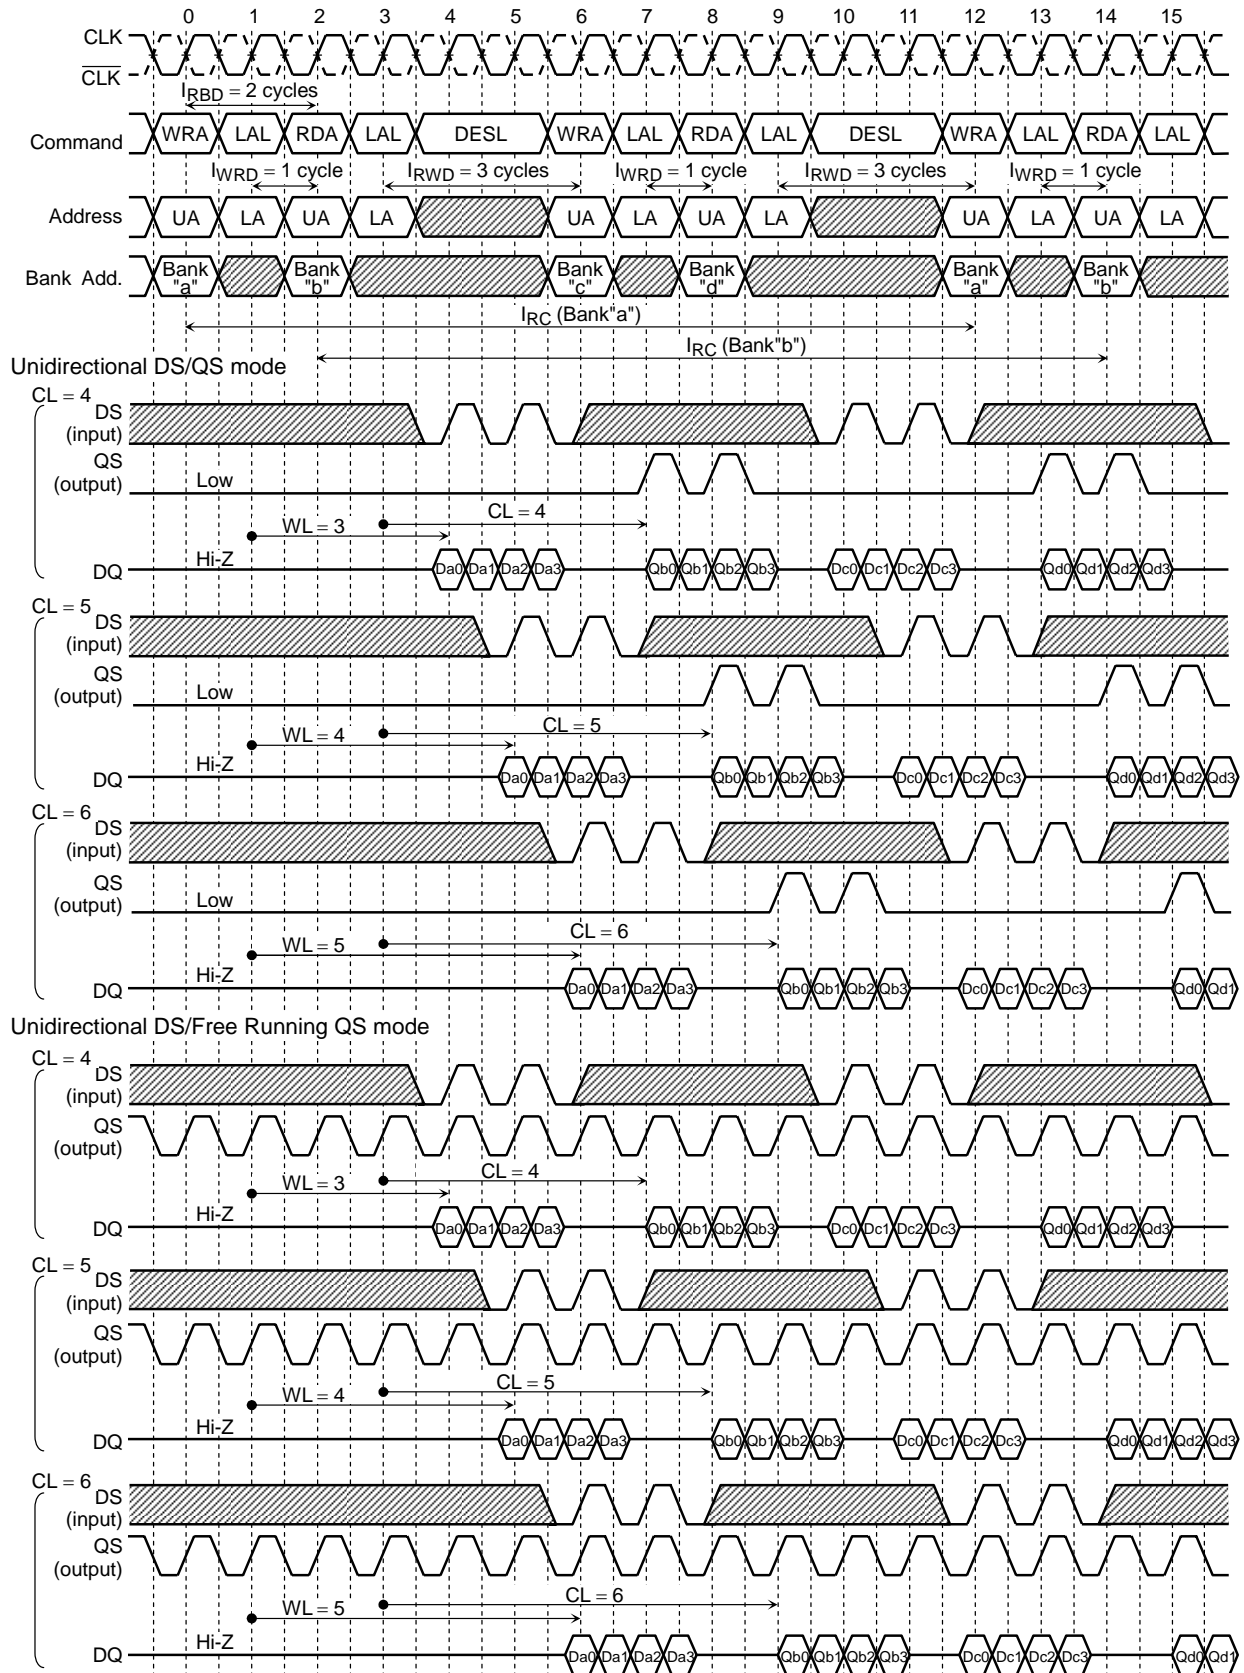 0 1 2 3 4 5 6 7 8 9 10 11 12 13 14 15
CLK
CLK
IRBD = 2 cycles
Command WRA LAL RDA LAL DESL WRA LAL RDA LAL DESL WRA LAL RDA LAL
IWRD = 1 cycle IRWD = 3 cycles IWRD = 1 cycle IRWD = 3 cycles IWRD = 1 cycle
Address UA LA UA LA UA LA UA LA UA LA UA LA
Bank Add. Bank "a" Bank "b" Bank "c" Bank "d" Bank "a" Bank "b"
IRC (Bank"a")
IRC (Bank"b")
Unidirectional DS/QS mode
CL = 4
DS
(input)
QS
(output) Low
CL = 4
WL = 3
DQ Hi-Z Da0 Da1 Da2 Da3 Qb0 Qb1 Qb2 Qb3 Dc0 Dc1 Dc2 Dc3 Qd0 Qd1 Qd2 Qd3
CL = 5
DS
(input)
QS
(output) Low
CL = 5
WL = 4
DQ Hi-Z Da0 Da1 Da2 Da3 Qb0 Qb1 Qb2 Qb3 Dc0 Dc1 Dc2 Dc3 Qd0 Qd1 Qd2 Qd3
CL = 6
DS
(input)
QS
(output) Low
CL = 6
WL = 5
DQ Hi-Z Da0 Da1 Da2 Da3 Qb0 Qb1 Qb2 Qb3 Dc0 Dc1 Dc2 Dc3 Qd0 Qd1
Unidirectional DS/Free Running QS mode
CL = 4
DS
(input)
QS
(output)
CL = 4
WL = 3
DQ Hi-Z Da0 Da1 Da2 Da3 Qb0 Qb1 Qb2 Qb3 Dc0 Dc1 Dc2 Dc3 Qd0 Qd1 Qd2 Qd3
CL = 5
DS
(input)
QS
(output)
CL = 5
WL = 4
DQ Hi-Z Da0 Da1 Da2 Da3 Qb0 Qb1 Qb2 Qb3 Dc0 Dc1 Dc2 Dc3 Qd0 Qd1 Qd2 Qd3
CL = 6
DS
(input)
QS
(output)
CL = 6
WL = 5
DQ Hi-Z Da0 Da1 Da2 Da3 Qb0 Qb1 Qb2 Qb3 Dc0 Dc1 Dc2 Dc3 Qd0 Qd1